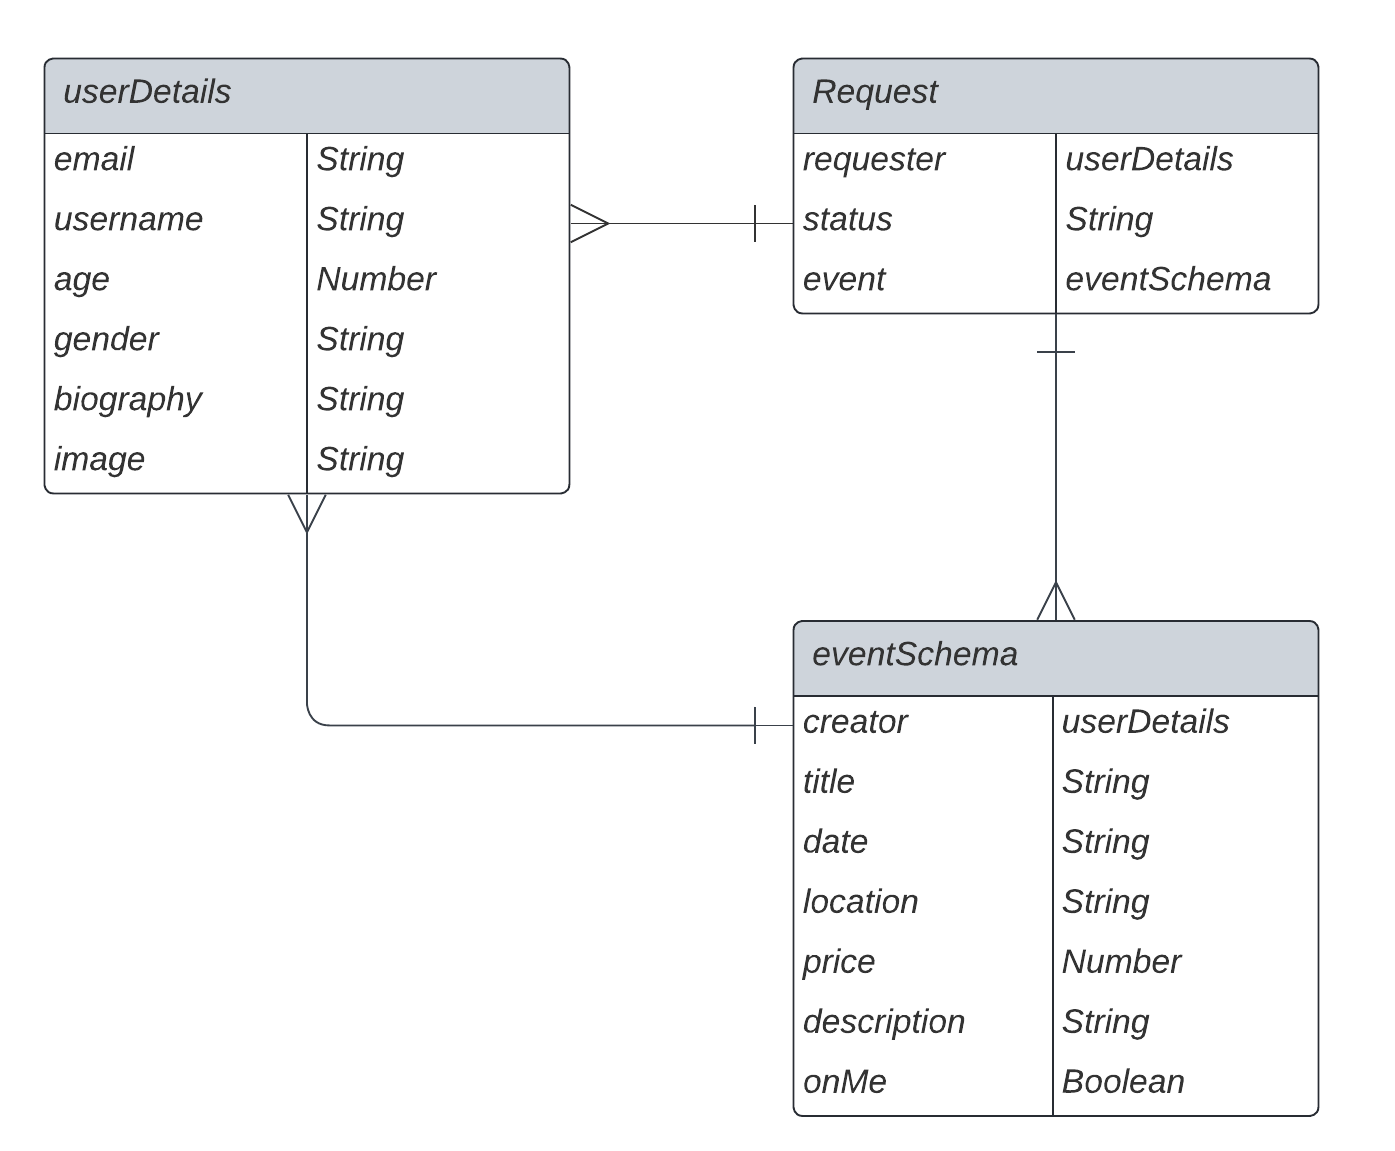 userDetails
email String
username String
age Number
gender String
biography String
image String
Request
requester userDetails
status String
event eventSchema
eventSchema
creator userDetails
title String
date String
location String
price Number
description String
onMe Boolean